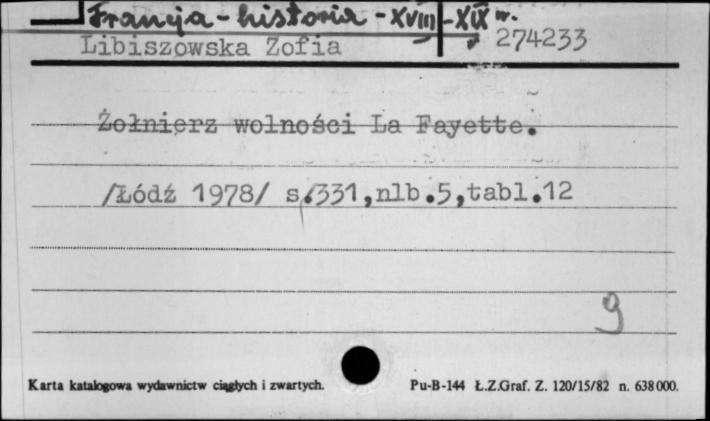 Francja - historia - XVIII - XIX w.
Libiszowska Zofia 274233
Żołnierz wolności La Fayette.
/Łódź 1978/ s.331,nlb.5,tabl.12
9
Karta katalogowa wydawnictw ciągłych i zwartych. Pu-B-144 Ł.Z.Graf. Z. 120/15/82 n. 638000.